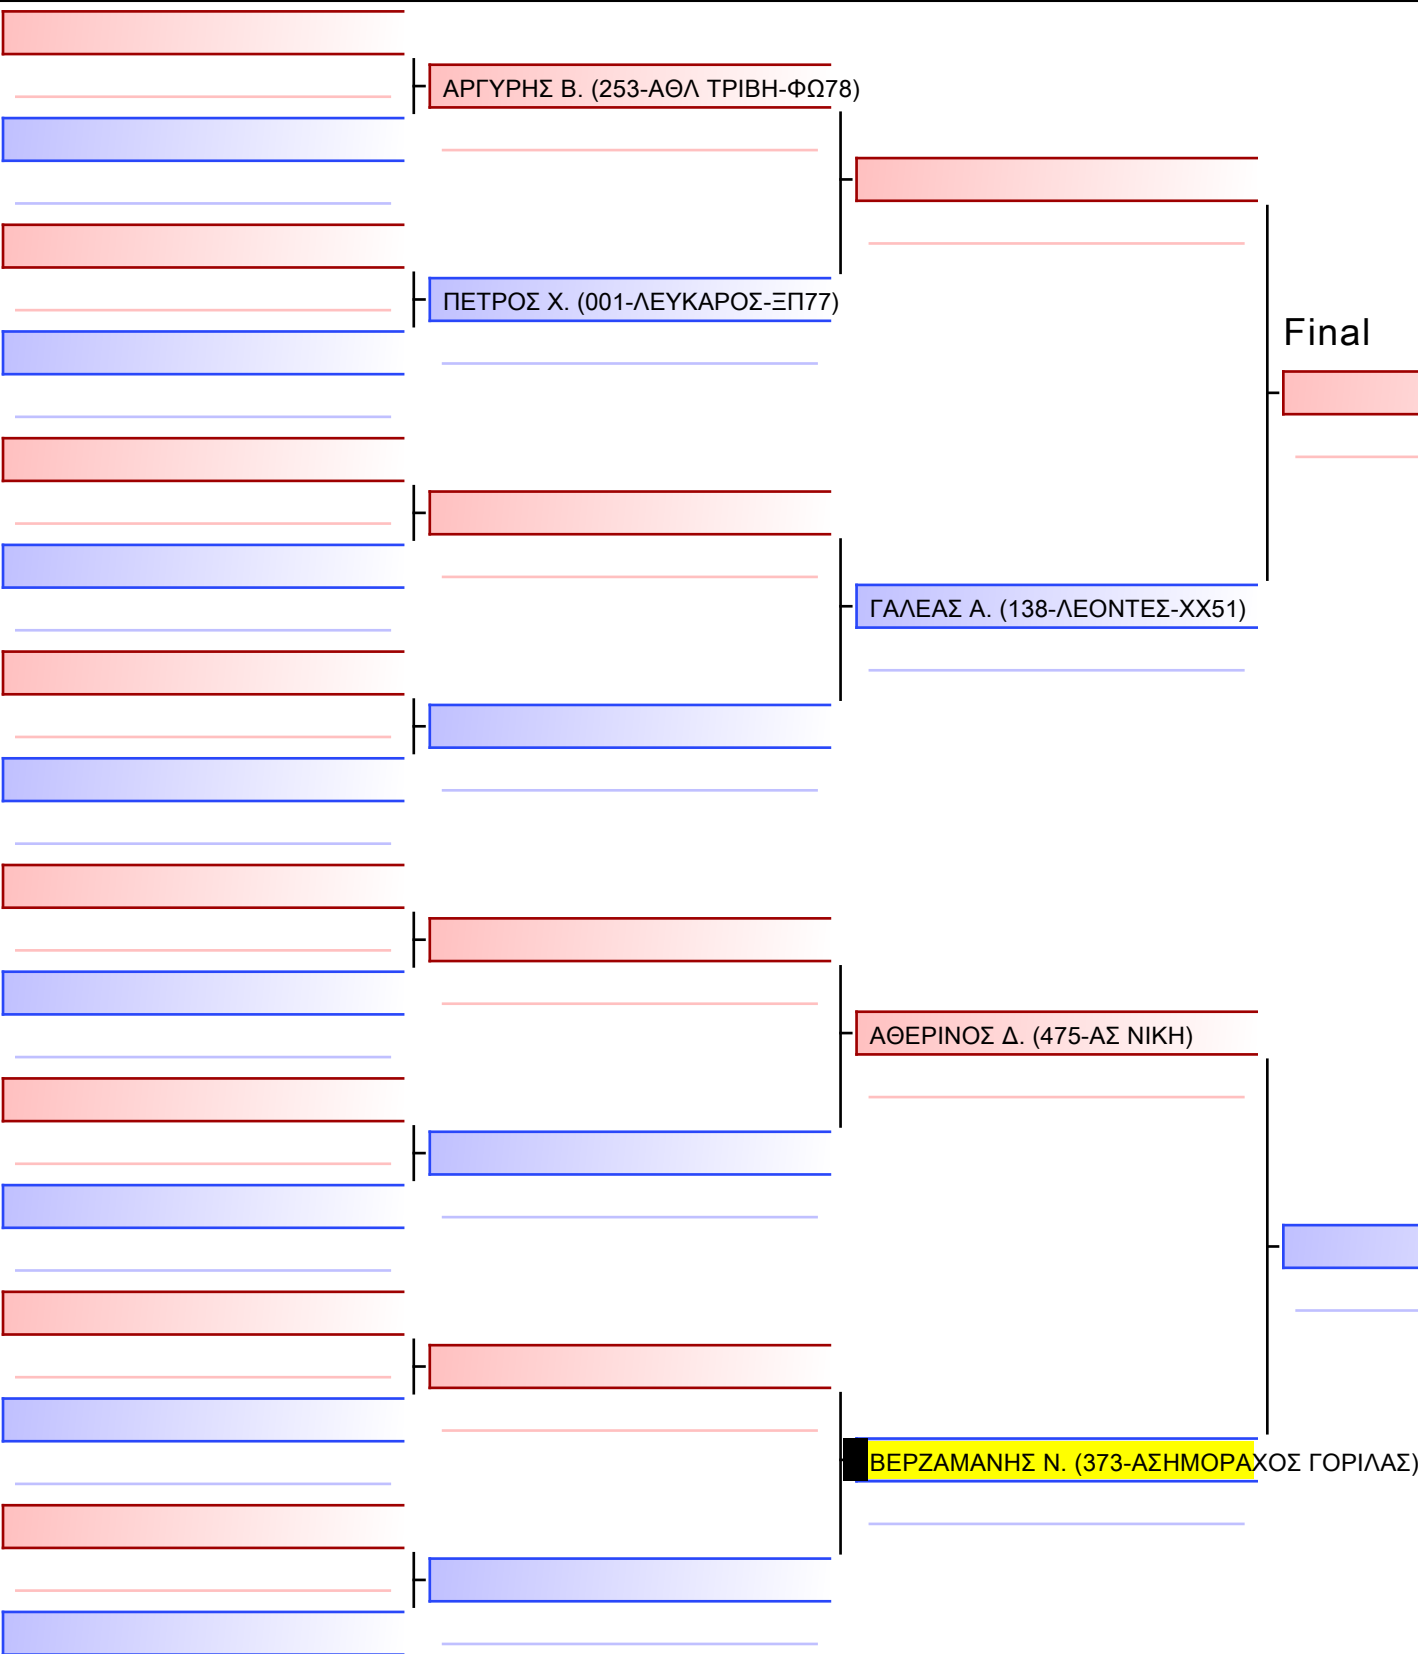 ΑΡΓΥΡΗΣ Β. (253-ΑΘΛ ΤΡΙΒΗ-ΦΩ78)
ΠΕΤΡΟΣ Χ. (001-ΛΕΥΚΑΡΟΣ-ΞΠ77)
Final
ΓΑΛΕΑΣ Α. (138-ΛΕΟΝΤΕΣ-ΧΧ51)
ΑΘΕΡΙΝΟΣ Δ. (475-ΑΣ ΝΙΚΗ)
ΒΕΡΖΑΜΑΝΗΣ Ν. (373-ΑΣΗΜΟΡΑΧΟΣ ΓΟΡΙΛΑΣ)